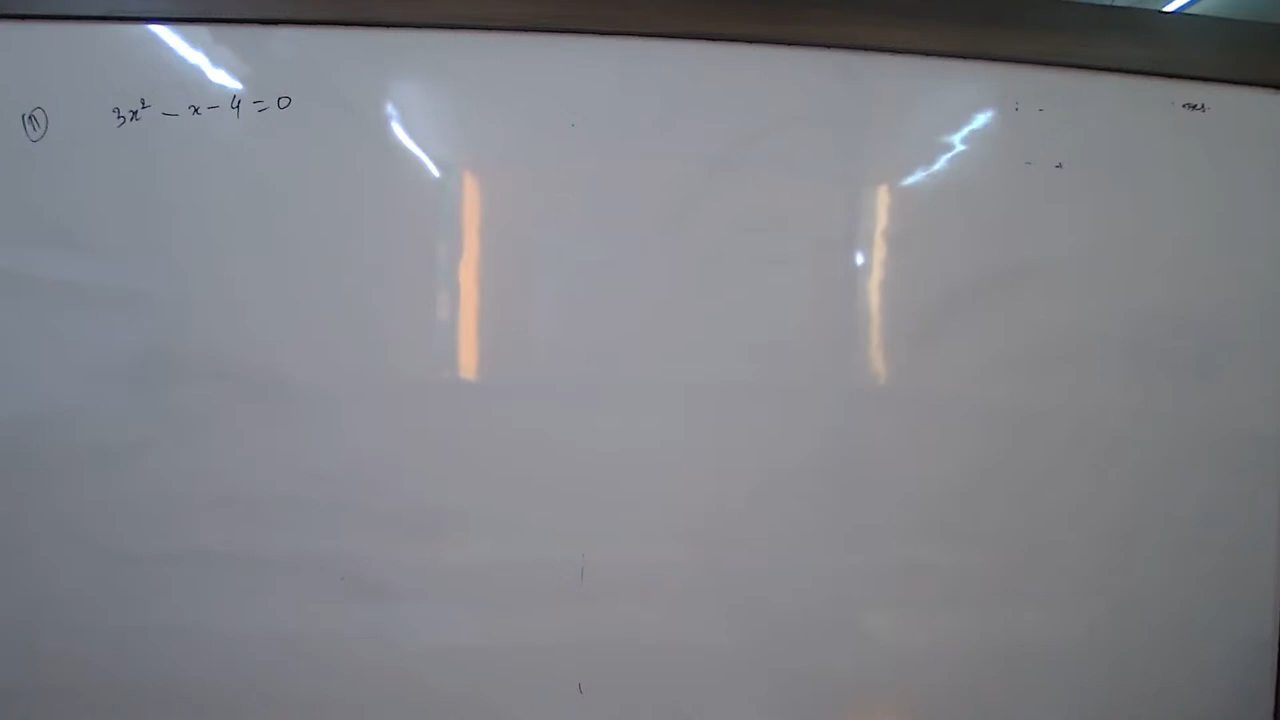 (11) 3x² - x - 4 = 0